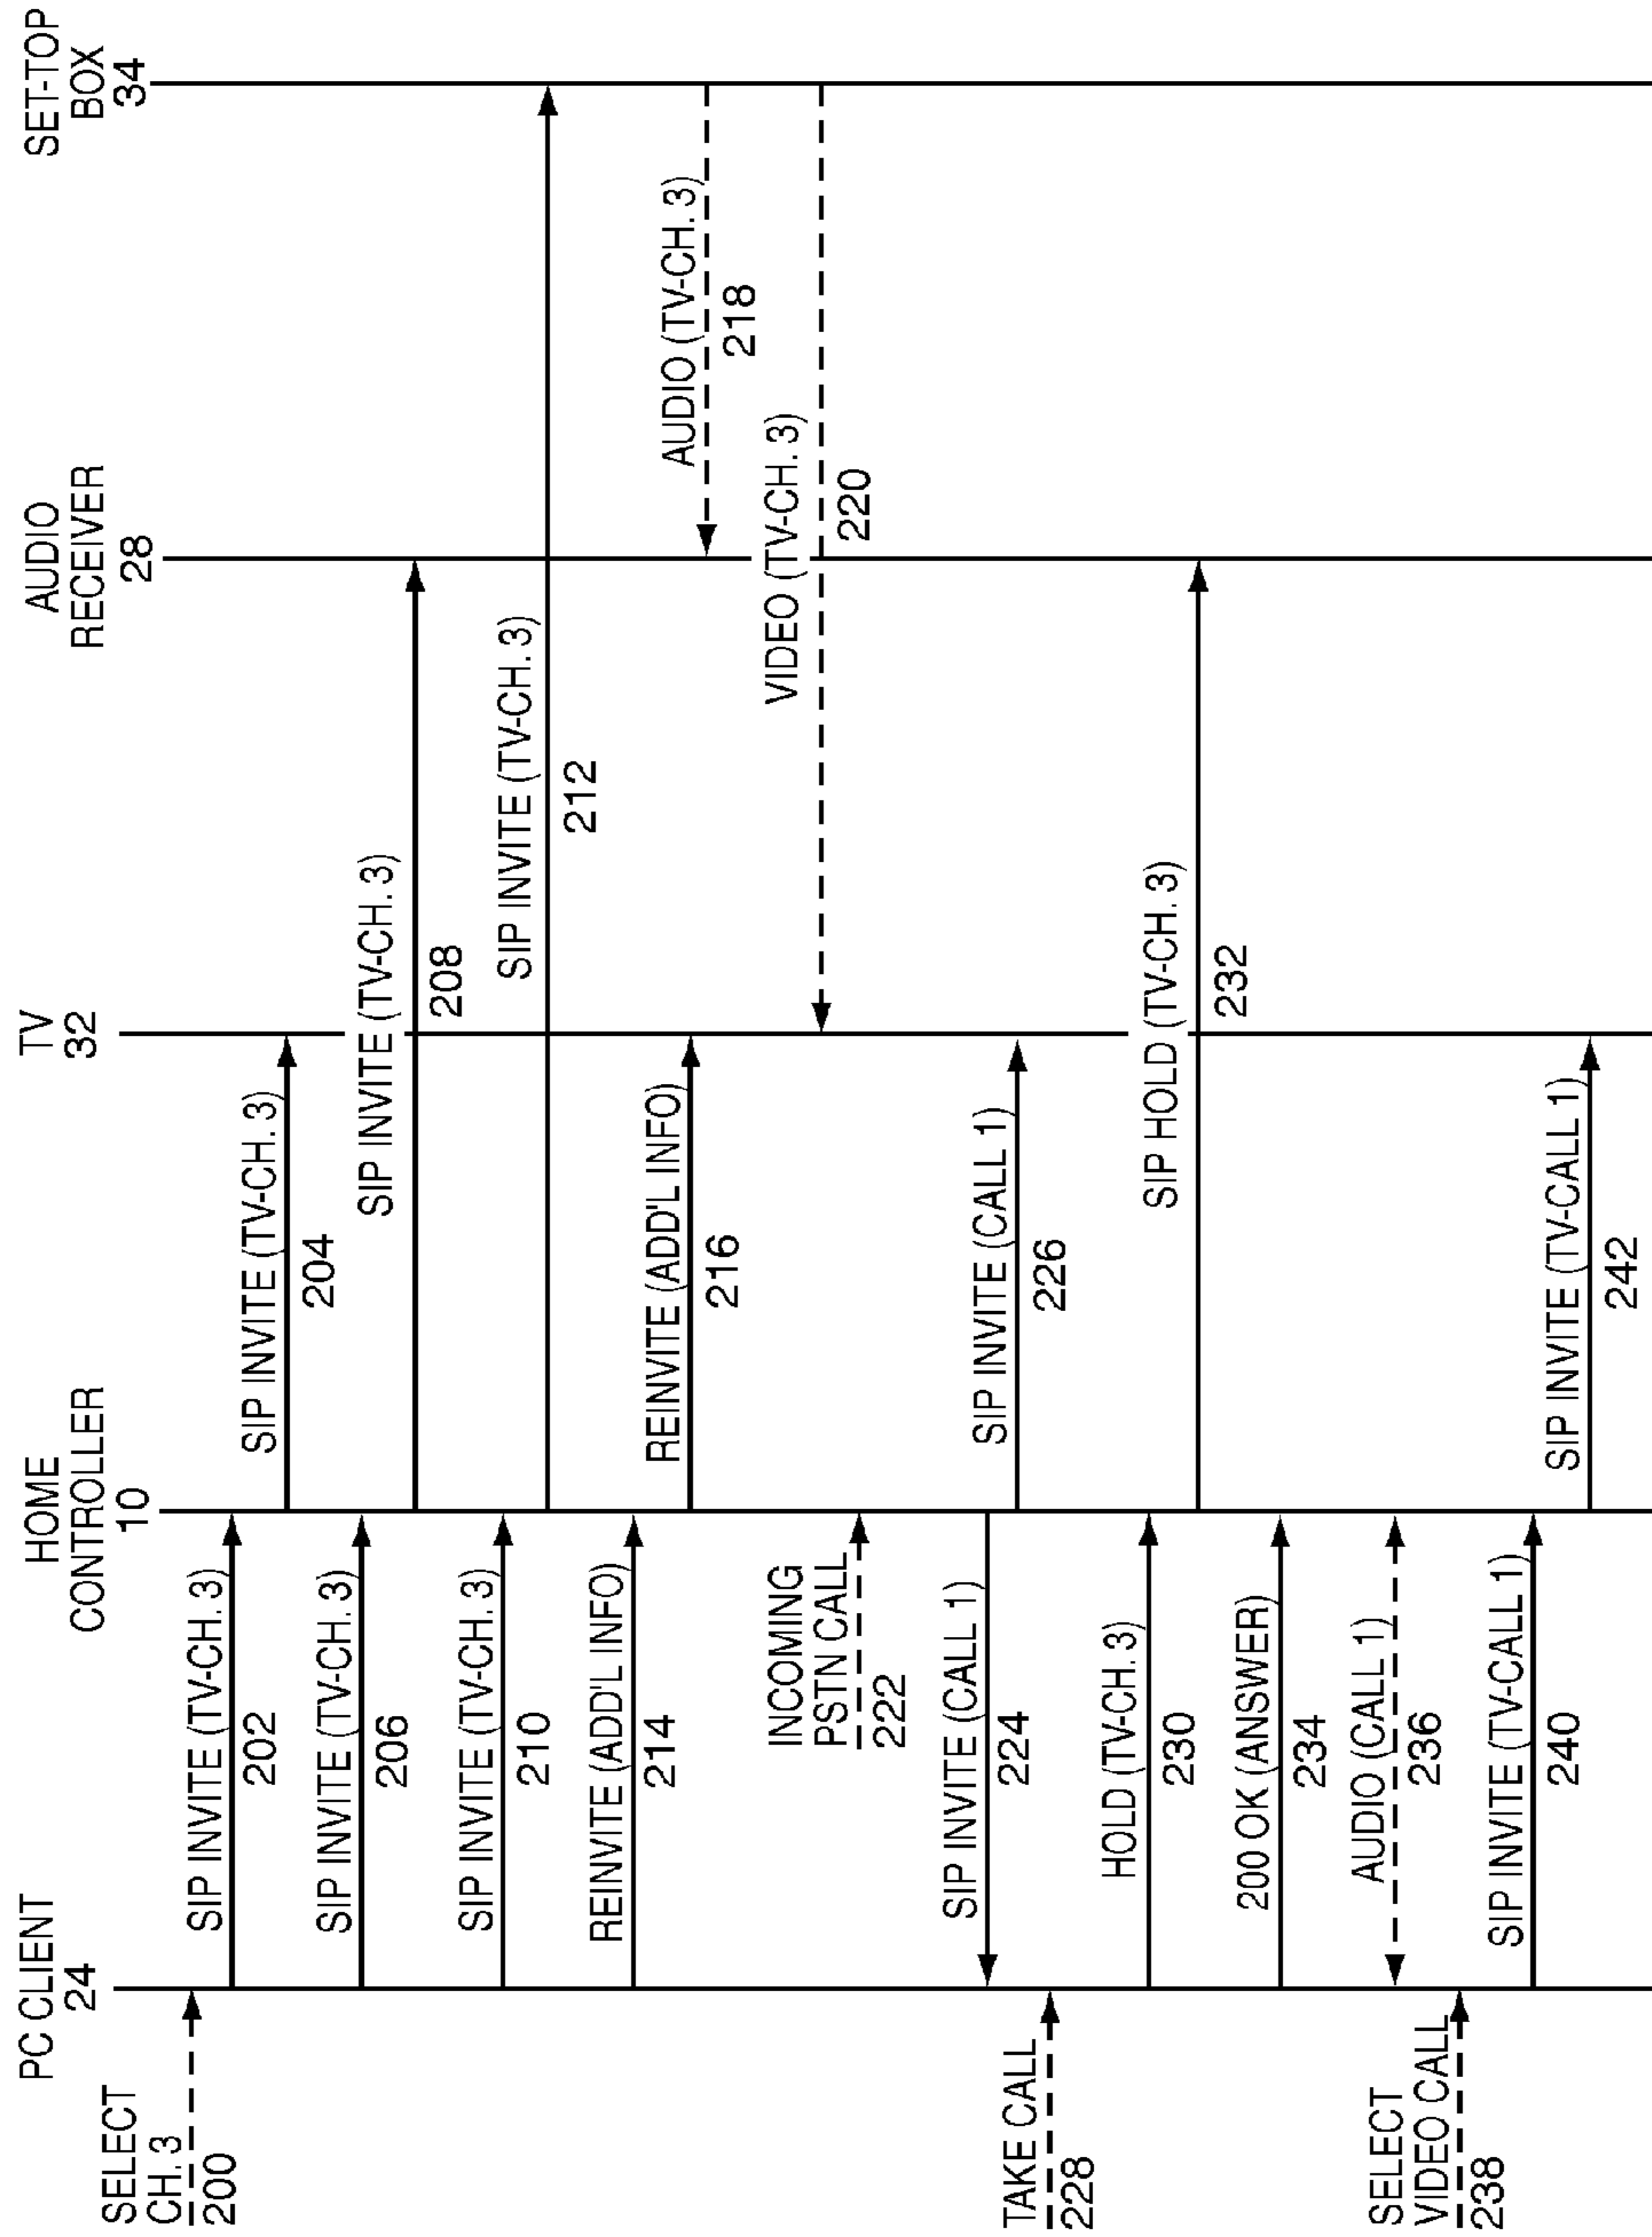 PC CLIENT
24
HOME
CONTROLLER
10
TV
32
AUDIO
RECEIVER
28
SET-TOP
BOX
34
SELECT
CH. 3
200
SIP INVITE (TV-CH. 3)
202
SIP INVITE (TV-CH. 3)
204
SIP INVITE (TV-CH. 3)
206
SIP INVITE (TV-CH. 3)
208
SIP INVITE (TV-CH. 3)
210
SIP INVITE (TV-CH. 3)
212
REINVITE (ADD'L INFO)
214
REINVITE (ADD'L INFO)
216
AUDIO (TV-CH. 3)
218
VIDEO (TV-CH. 3)
220
INCOMING
PSTN CALL
222
SIP INVITE (CALL 1)
224
SIP INVITE (CALL 1)
226
TAKE CALL
228
HOLD (TV-CH. 3)
230
SIP HOLD (TV-CH. 3)
232
200 OK (ANSWER)
234
AUDIO (CALL 1)
236
SELECT
VIDEO CALL
238
SIP INVITE (TV-CALL 1)
240
SIP INVITE (TV-CALL 1)
242